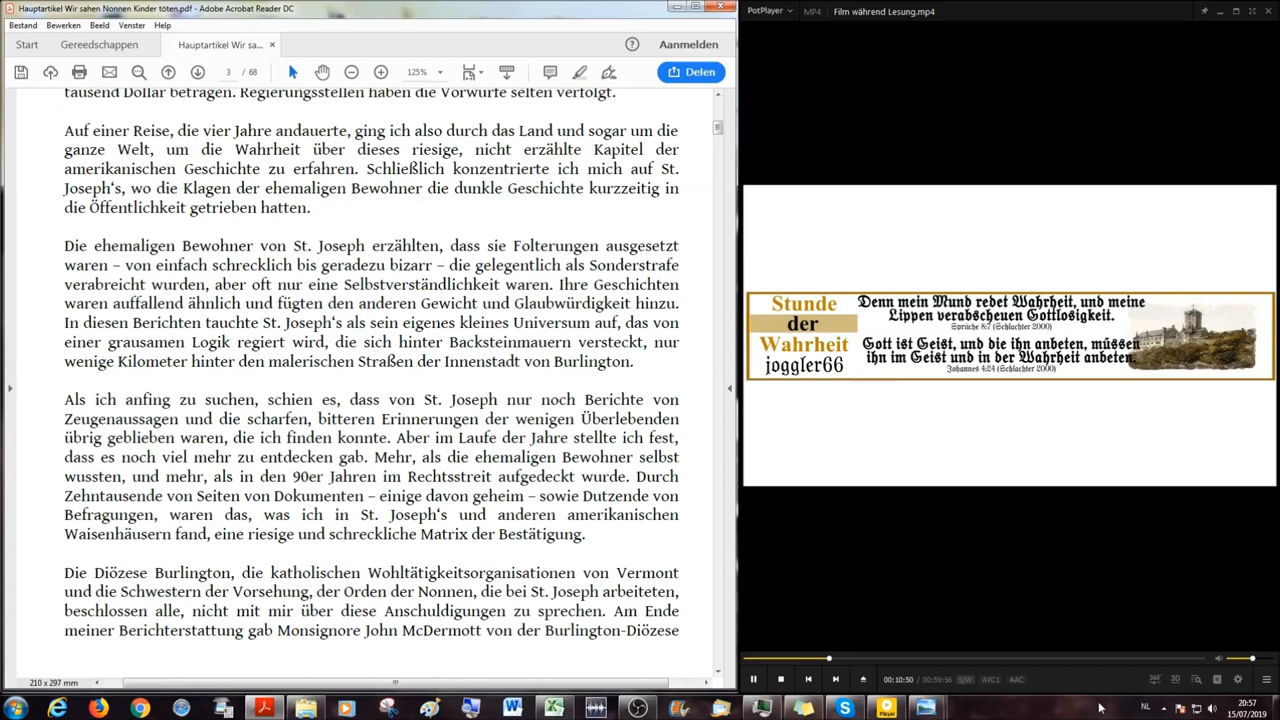 Hauptartikel Wir sahen Nonnen Kinder töten.pdf - Adobe Acrobat Reader DC
Bestand Bewerken Beeld Venster Help
Start Gereedschappen Hauptartikel Wir sa... × Aanmelden
3 / 68 125% Delen
tausend Dollar betragen. Regierungsstellen haben die Vorwürfe selten verfolgt.
Auf einer Reise, die vier Jahre andauerte, ging ich also durch das Land und sogar um die
ganze Welt, um die Wahrheit über dieses riesige, nicht erzählte Kapitel der
amerikanischen Geschichte zu erfahren. Schließlich konzentrierte ich mich auf St.
Joseph‘s, wo die Klagen der ehemaligen Bewohner die dunkle Geschichte kurzzeitig in
die Öffentlichkeit getrieben hatten.
Die ehemaligen Bewohner von St. Joseph erzählten, dass sie Folterungen ausgesetzt
waren – von einfach schrecklich bis geradezu bizarr – die gelegentlich als Sonderstrafe
verabreicht wurden, aber oft nur eine Selbstverständlichkeit waren. Ihre Geschichten
waren auffallend ähnlich und fügten den anderen Gewicht und Glaubwürdigkeit hinzu.
In diesen Berichten tauchte St. Joseph‘s als sein eigenes kleines Universum auf, das von
einer grausamen Logik regiert wird, die sich hinter Backsteinmauern versteckt, nur
wenige Kilometer hinter den malerischen Straßen der Innenstadt von Burlington.
Als ich anfing zu suchen, schien es, dass von St. Joseph nur noch Berichte von
Zeugenaussagen und die scharfen, bitteren Erinnerungen der wenigen Überlebenden
übrig geblieben waren, die ich finden konnte. Aber im Laufe der Jahre stellte ich fest,
dass es noch viel mehr zu entdecken gab. Mehr, als die ehemaligen Bewohner selbst
wussten, und mehr, als in den 90er Jahren im Rechtsstreit aufgedeckt wurde. Durch
Zehntausende von Seiten von Dokumenten – einige davon geheim – sowie Dutzende von
Befragungen, waren das, was ich in St. Joseph‘s und anderen amerikanischen
Waisenhäusern fand, eine riesige und schreckliche Matrix der Bestätigung.
Die Diözese Burlington, die katholischen Wohltätigkeitsorganisationen von Vermont
und die Schwestern der Vorsehung, der Orden der Nonnen, die bei St. Joseph arbeiteten,
beschlossen alle, nicht mit mir über diese Anschuldigungen zu sprechen. Am Ende
meiner Berichterstattung gab Monsignore John McDermott von der Burlington-Diözese
210 x 297 mm
PotPlayer MP4 Film während Lesung.mp4
Stunde
der
Wahrheit
joggler66
Denn mein Mund redet Wahrheit, und meine
Lippen verabscheuen Gottlosigkeit.
Sprüche 8:7 (Schlachter 2000)
Gott ist Geist, und die ihn anbeten, müssen
ihn im Geist und in der Wahrheit anbeten.
Johannes 4:24 (Schlachter 2000)
00:10:50 / 00:59:36 S/W AVC1 AAC
3D
NL 20:57
15/07/2019